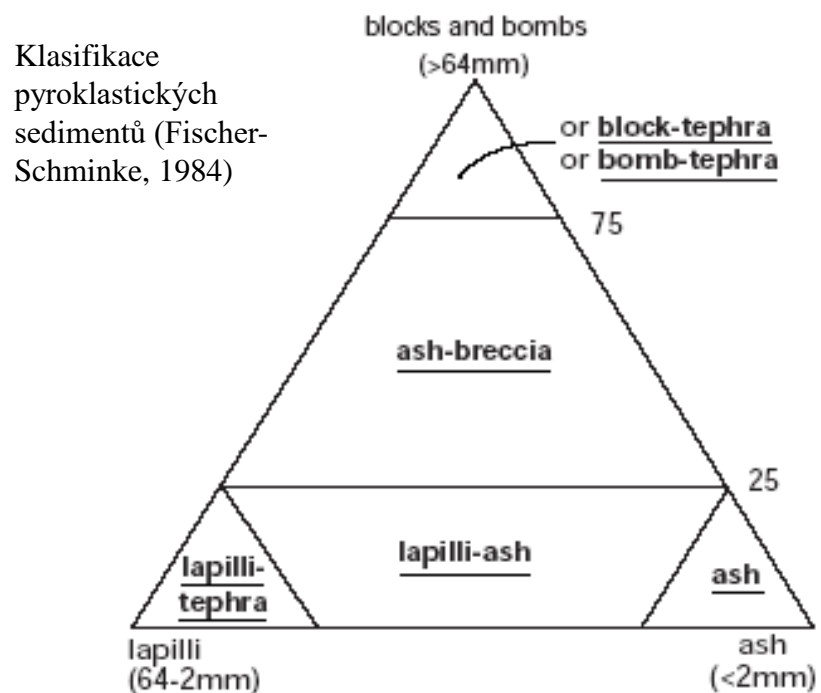 Klasifikace
pyroklastických
sedimentů (Fischer-
Schminke, 1984)
blocks and bombs
(>64mm)
or block-tephra
or bomb-tephra
75
ash-breccia
25
lapilli-
tephra
lapilli-ash
ash
lapilli
(64-2mm)
ash
(<2mm)